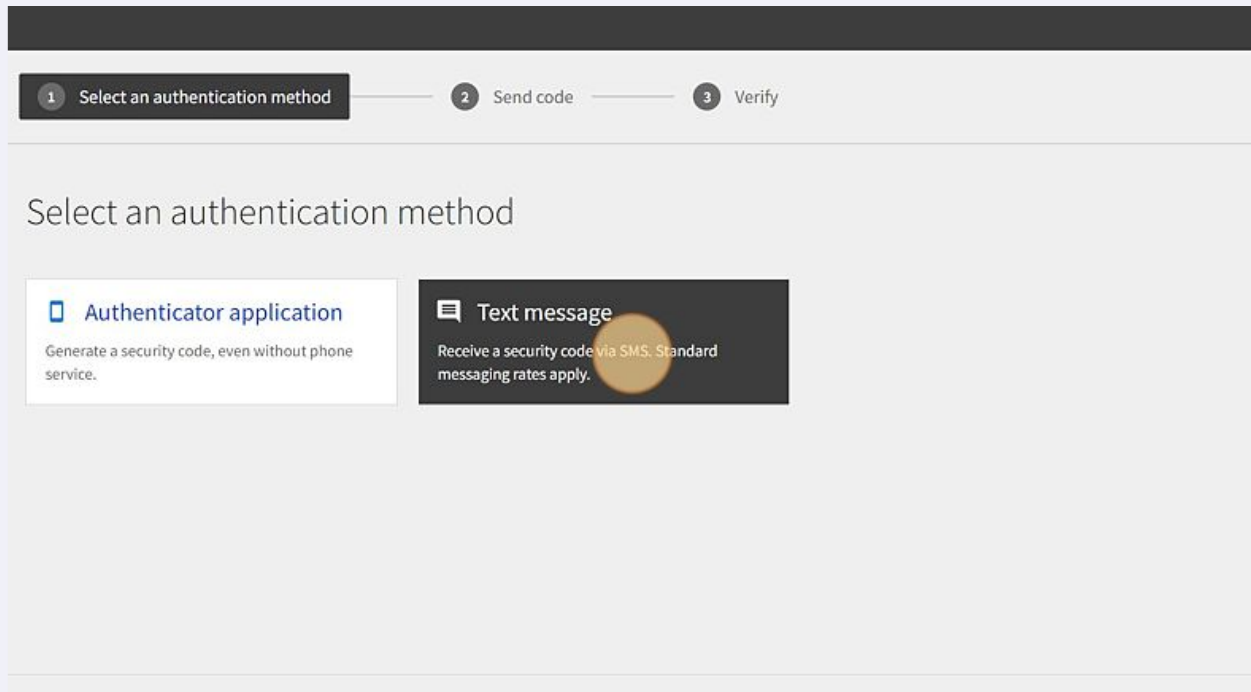 1 Select an authentication method 2 Send code 3 Verify
Select an authentication method
Authenticator application
Generate a security code, even without phone
service.
Text message
Receive a security code via SMS. Standard
messaging rates apply.